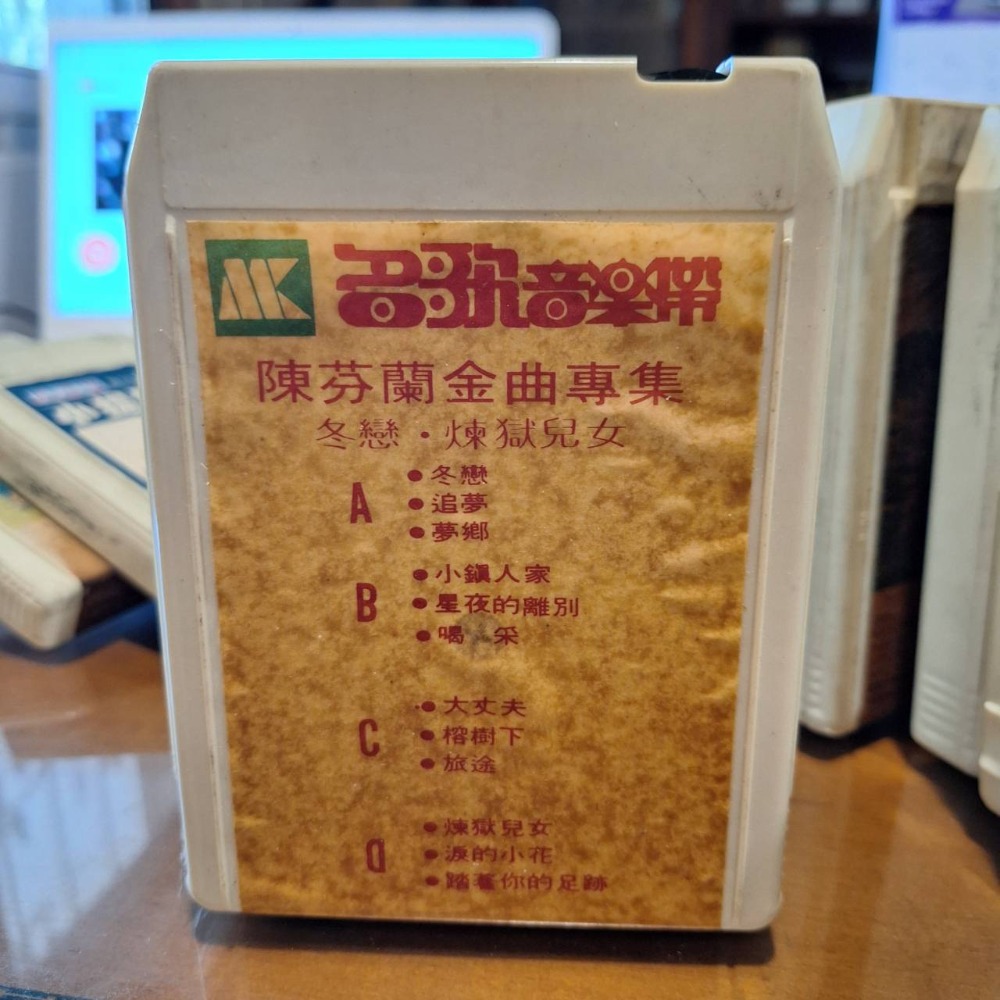 MK 名歌音樂帶
陳芬蘭金曲專集
冬戀・煉獄兒女
A
●冬戀
●追夢
●夢鄉
B
●小鎭人家
●星夜的離別
●喝采
C
●大丈夫
●榕樹下
●旅途
D
●煉獄兒女
●淚的小花
●踏著你的足跡